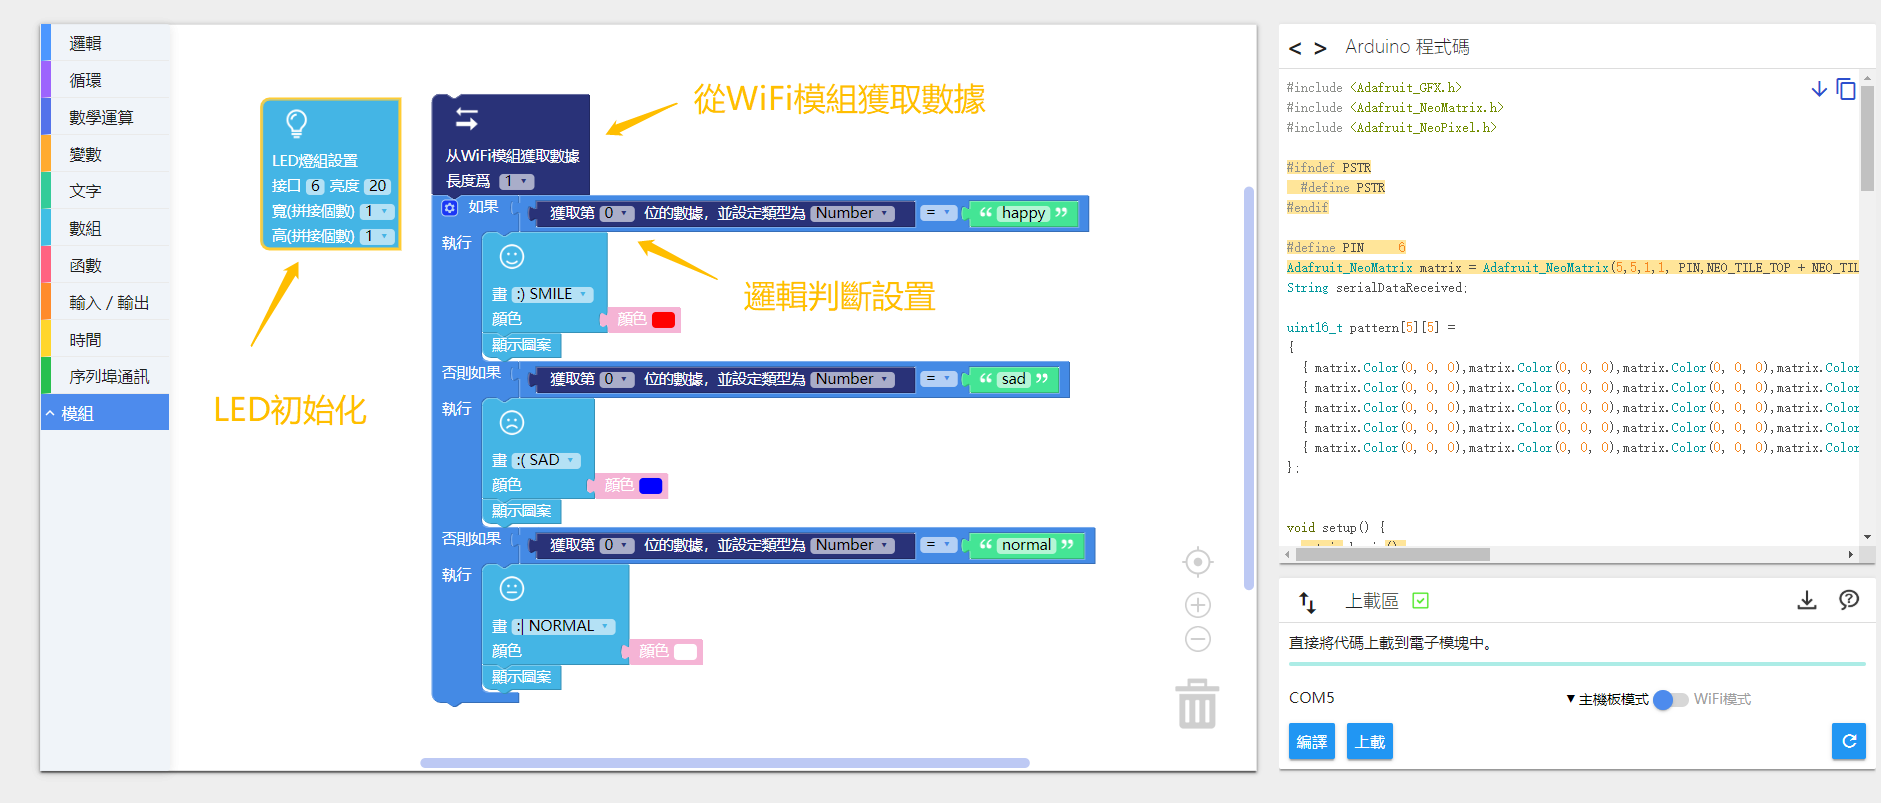 邏輯
循環
數學運算
變數
文字
數組
函數
輸入 / 輸出
時間
序列埠通訊
模組
LED燈組設置
接口 6 亮度 20
寬(拼接個數) 1
高(拼接個數) 1
LED初始化
从WiFi模組獲取數據
長度爲 1
從WiFi模組獲取數據
如果 獲取第 0 位的數據，並設定類型為 Number = “ happy ”
執行
畫 :) SMILE
顏色 顏色
顯示圖案
邏輯判斷設置
否則如果 獲取第 0 位的數據，並設定類型為 Number = “ sad ”
執行
畫 :( SAD
顏色 顏色
顯示圖案
否則如果 獲取第 0 位的數據，並設定類型為 Number = “ normal ”
執行
畫 :| NORMAL
顏色 顏色
顯示圖案
< > Arduino 程式碼
#include <Adafruit_GFX.h>
#include <Adafruit_NeoMatrix.h>
#include <Adafruit_NeoPixel.h>
#ifndef PSTR
#define PSTR
#endif
#define PIN 6
Adafruit_NeoMatrix matrix = Adafruit_NeoMatrix(5,5,1,1, PIN,NEO_TILE_TOP + NEO_TIL
String serialDataReceived;
uint16_t pattern[5][5] =
{
{ matrix.Color(0, 0, 0),matrix.Color(0, 0, 0),matrix.Color(0, 0, 0),matrix.Color
{ matrix.Color(0, 0, 0),matrix.Color(0, 0, 0),matrix.Color(0, 0, 0),matrix.Color
{ matrix.Color(0, 0, 0),matrix.Color(0, 0, 0),matrix.Color(0, 0, 0),matrix.Color
{ matrix.Color(0, 0, 0),matrix.Color(0, 0, 0),matrix.Color(0, 0, 0),matrix.Color
{ matrix.Color(0, 0, 0),matrix.Color(0, 0, 0),matrix.Color(0, 0, 0),matrix.Color
};
void setup() {
上載區
直接將代碼上載到電子模塊中。
COM5 ▼主機板模式 WiFi模式
編譯 上載